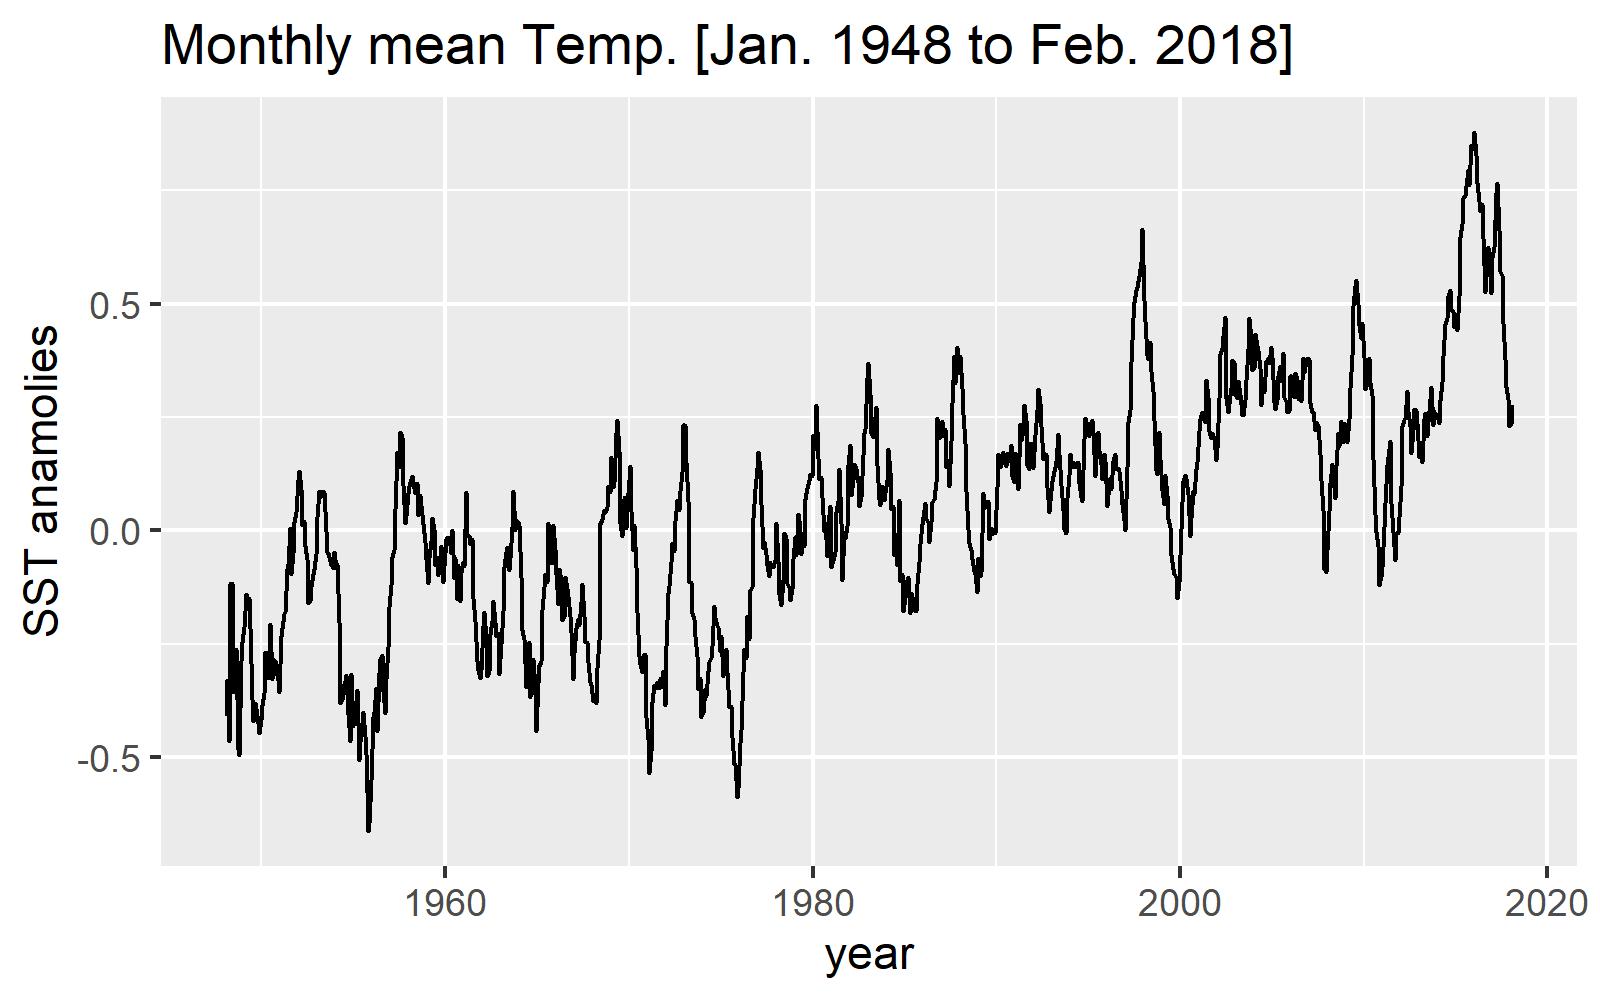 Monthly mean Temp. [Jan. 1948 to Feb. 2018]
SST anamolies
0.5
0.0
-0.5
1960
1980
2000
2020
year